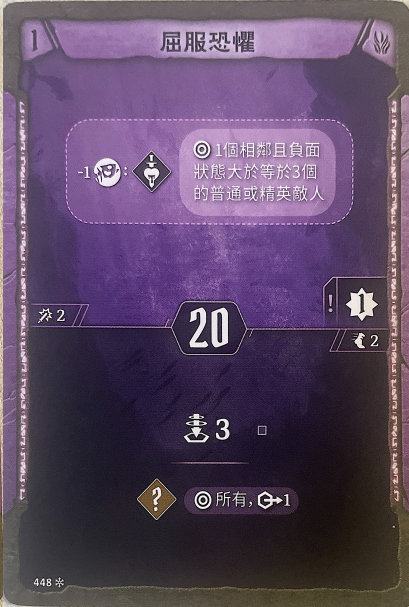 1 屈服恐懼
-1 : 1個相鄰且負面
狀態大於等於3個
的普通或精英敵人
! 1
2 20 2
3
? 所有, 1
448